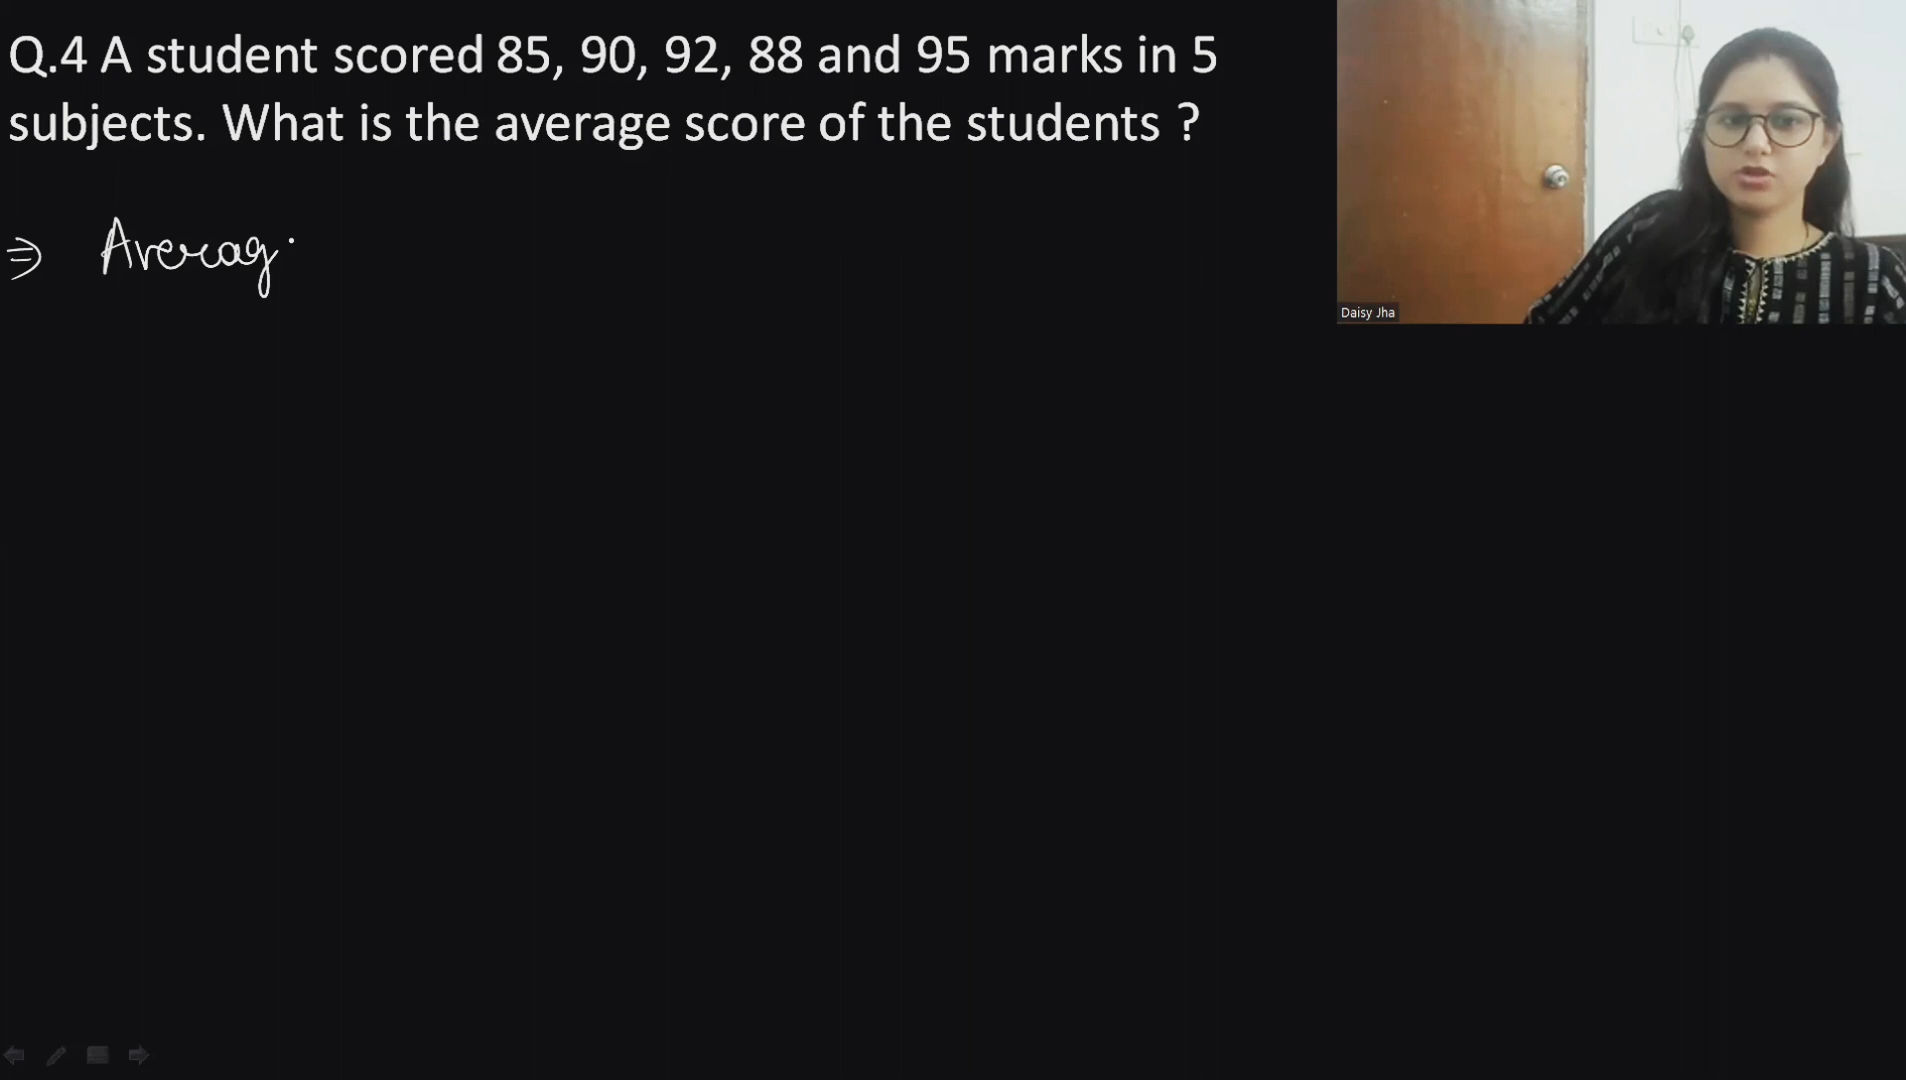 Q.4 A student scored 85, 90, 92, 88 and 95 marks in 5
subjects. What is the average score of the students ?
⇒ Averag
Daisy Jha